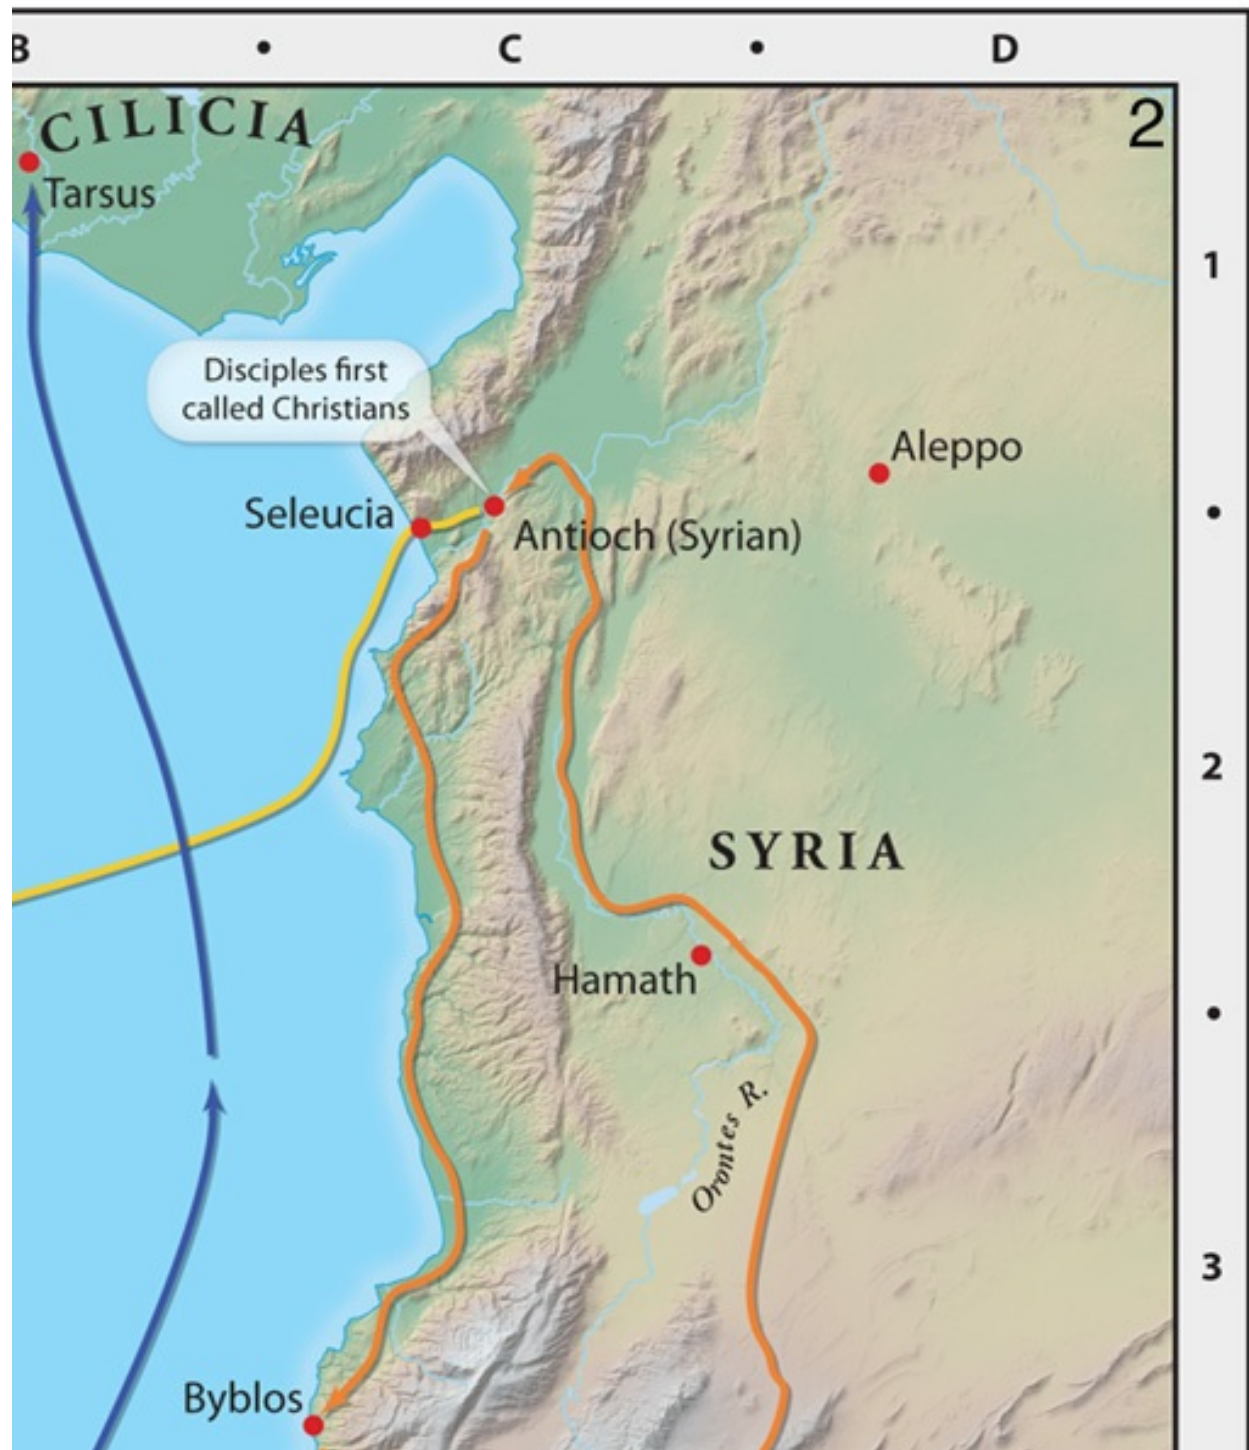 B • C • D
2
CILICIA
Tarsus
1
Disciples first
called Christians
Aleppo
Seleucia
•
Antioch (Syrian)
2
SYRIA
Hamath
•
Orontes R.
3
Byblos